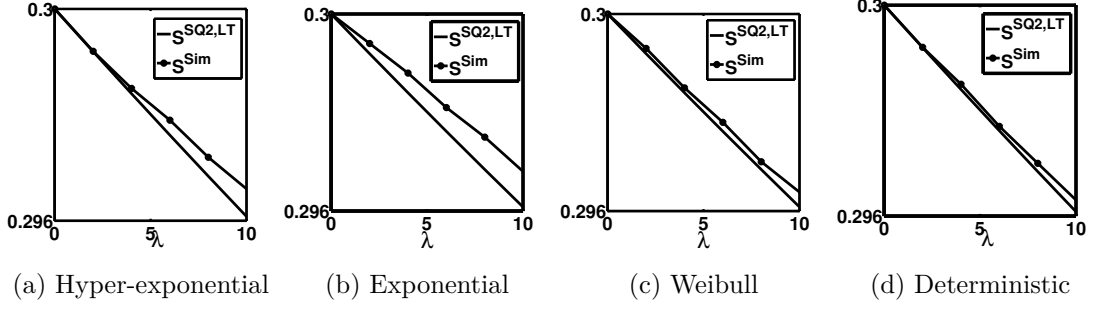 0.3
S^SQ2,LT
S^Sim
0.296
0 5 10
λ
(a) Hyper-exponential
0.3
S^SQ2,LT
S^Sim
0.296
0 5 10
λ
(b) Exponential
0.3
S^SQ2,LT
S^Sim
0.296
0 5 10
λ
(c) Weibull
0.3
S^SQ2,LT
S^Sim
0.296
0 5 10
λ
(d) Deterministic